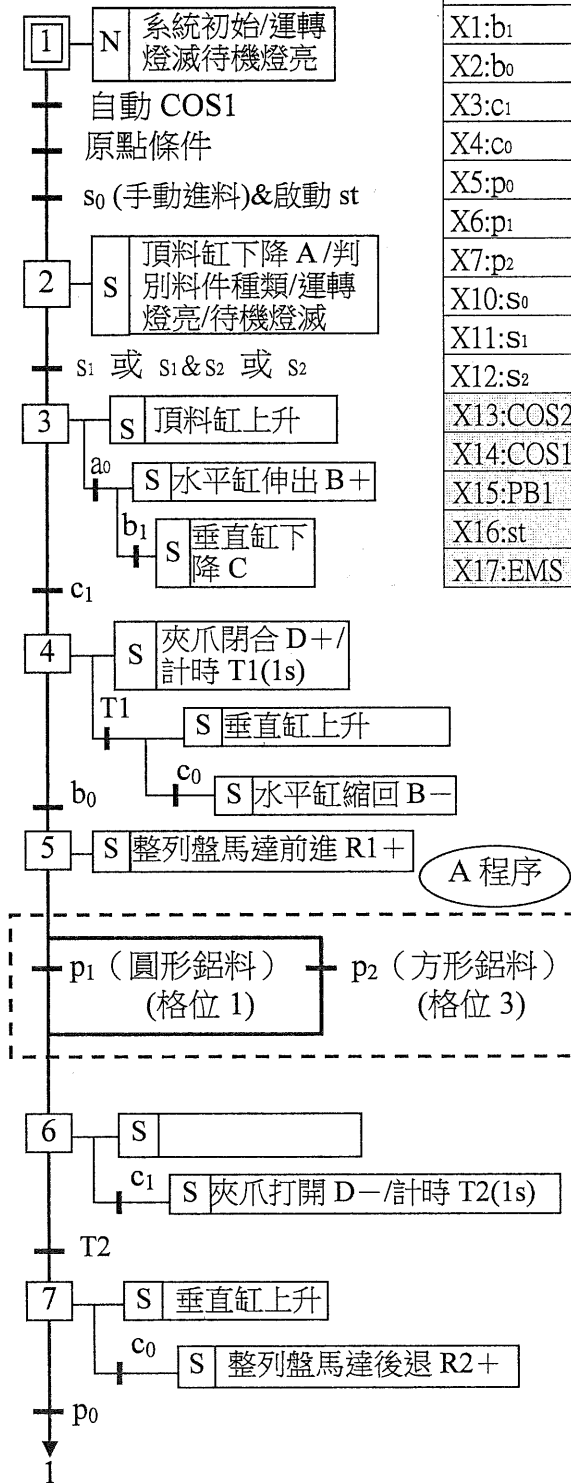 1
N
系統初始/運轉
燈滅待機燈亮
自動 COS1
原點條件
s₀ (手動進料)&啟動 st
2
S
頂料缸下降 A /判
別料件種類/運轉
燈亮/待機燈滅
s₁ 或 s₁&s₂ 或 s₂
3
S
頂料缸上升
a₀
S
水平缸伸出 B+
b₁
S
垂直缸下
降 C
c₁
4
S
夾爪閉合 D+/
計時 T1(1s)
T1
S
垂直缸上升
c₀
S
水平缸縮回 B−
b₀
5
S
整列盤馬達前進 R1+
A 程序
p₁（圓形鋁料）
(格位 1)
p₂（方形鋁料）
(格位 3)
6
S
c₁
S
夾爪打開 D−/計時 T2(1s)
T2
7
S
垂直缸上升
c₀
S
整列盤馬達後退 R2+
p₀
1
X1:b₁
X2:b₀
X3:c₁
X4:c₀
X5:p₀
X6:p₁
X7:p₂
X10:s₀
X11:s₁
X12:s₂
X13:COS2
X14:COS1
X15:PB1
X16:st
X17:EMS